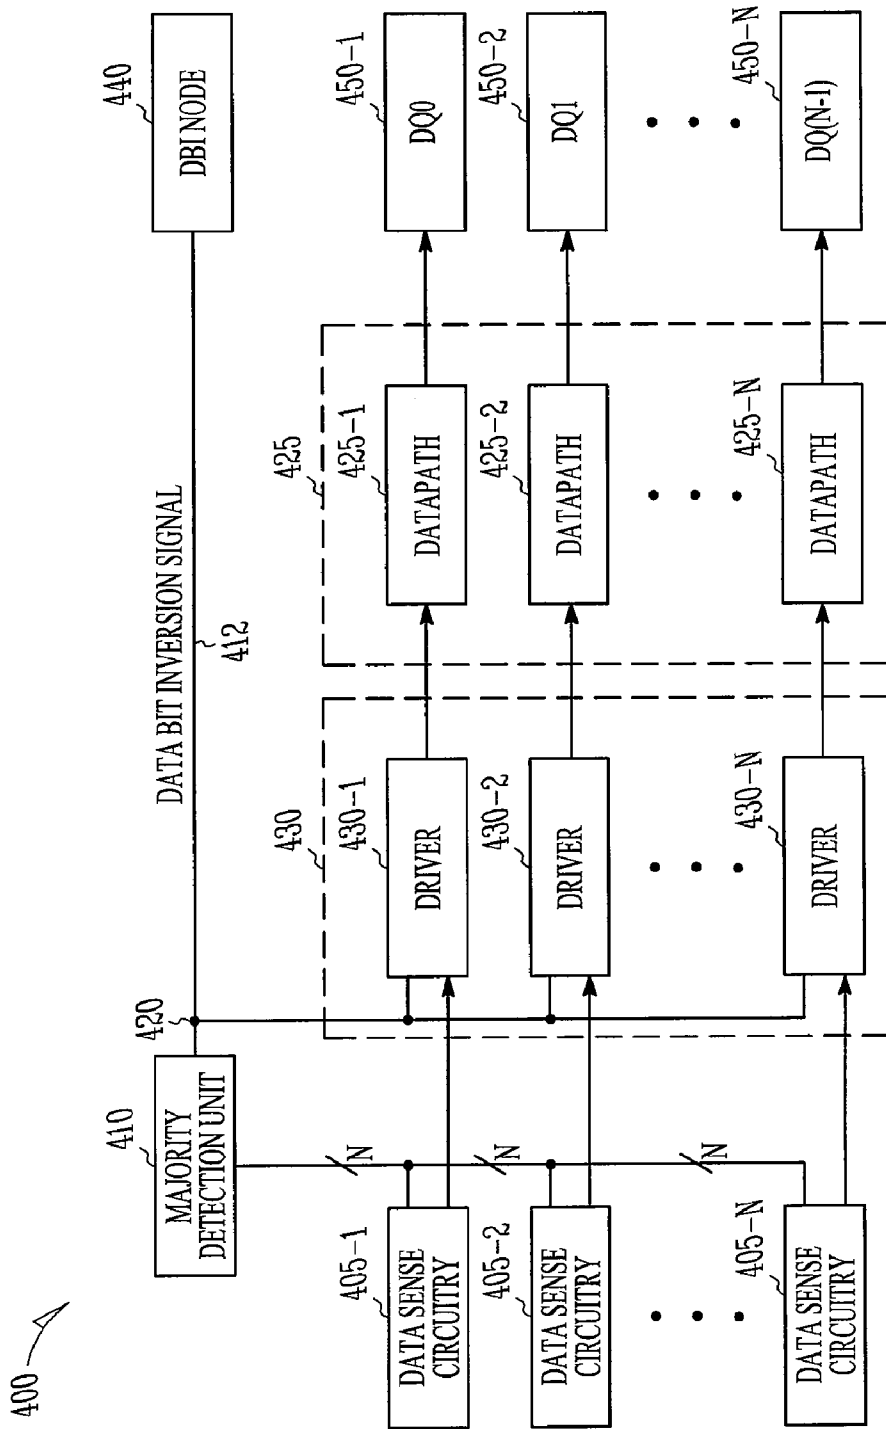 400
410
MAJORITY
DETECTION UNIT
420
DATA BIT INVERSION SIGNAL
412
440
DBI NODE
N
N
N
405-1
DATA SENSE
CIRCUITRY
430
430-1
DRIVER
425
425-1
DATAPATH
450-1
DQ0
405-2
DATA SENSE
CIRCUITRY
430-2
DRIVER
425-2
DATAPATH
450-2
DQ1
405-N
DATA SENSE
CIRCUITRY
430-N
DRIVER
425-N
DATAPATH
450-N
DQ(N-1)